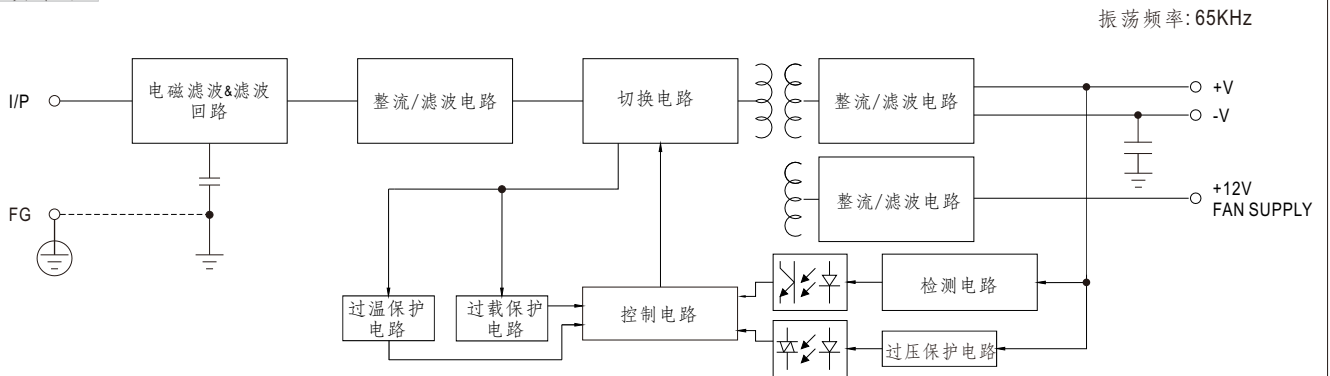 振荡频率: 65KHz
I/P
电磁滤波&滤波
回路
整流/滤波电路
切换电路
整流/滤波电路
+V
-V
整流/滤波电路
+12V
FAN SUPPLY
FG
过温保护
电路
过载保护
电路
控制电路
检测电路
过压保护电路